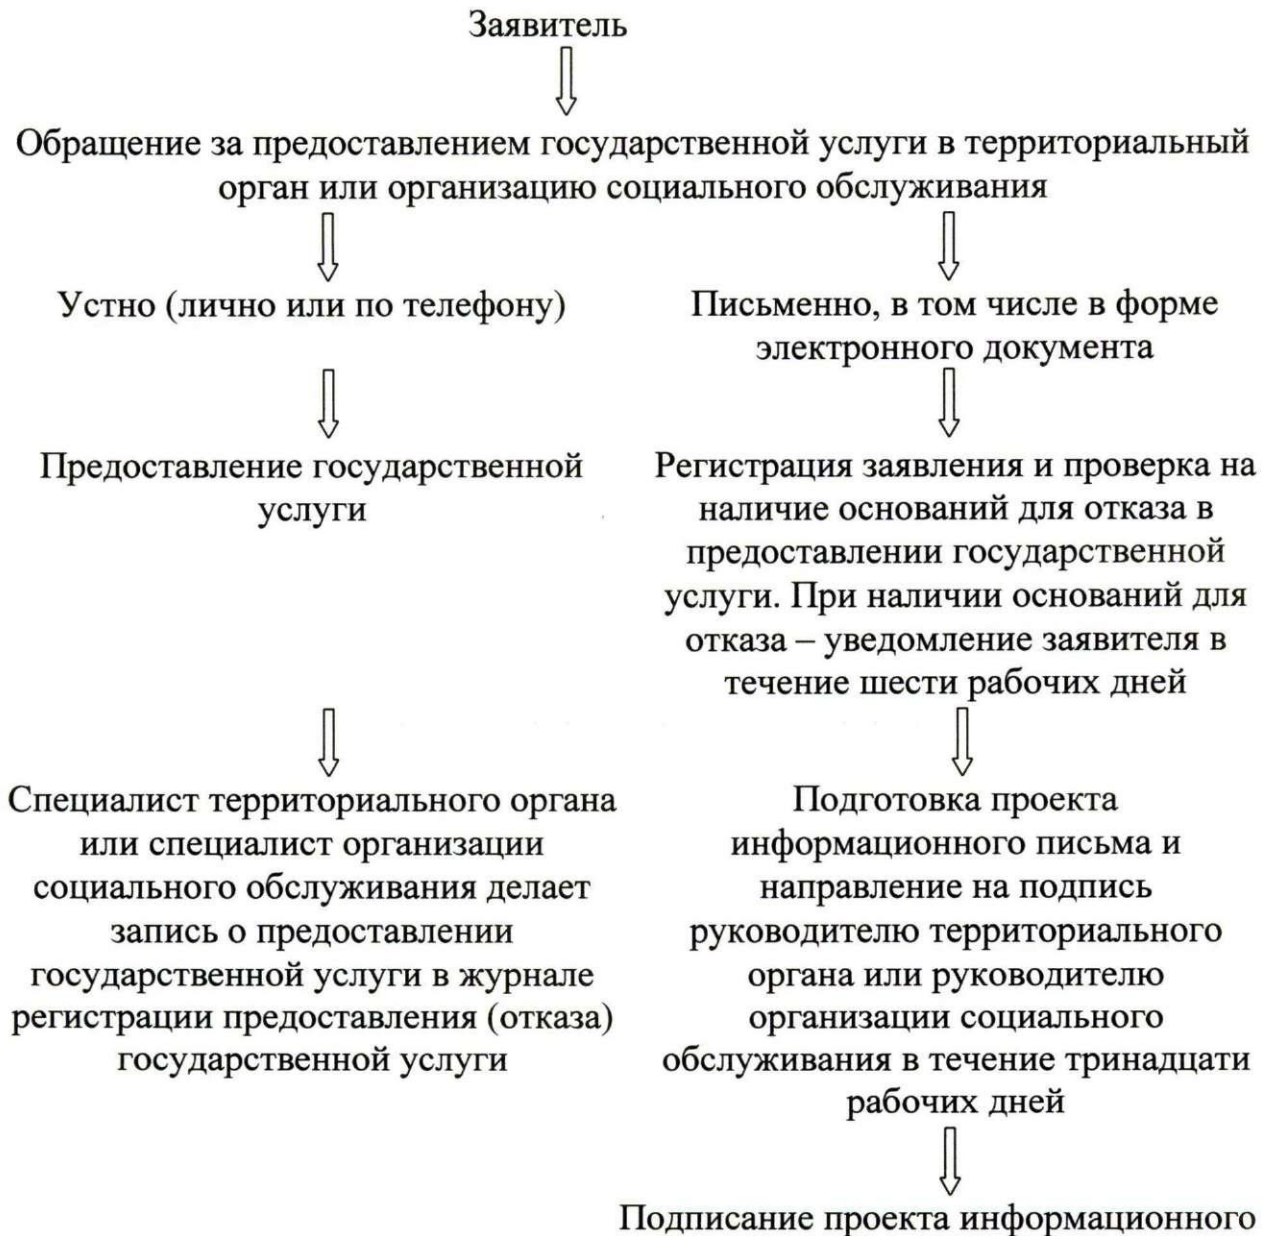 Заявитель
Обращение за предоставлением государственной услуги в территориальный
орган или организацию социального обслуживания
Устно (лично или по телефону)
Письменно, в том числе в форме
электронного документа
Предоставление государственной
услуги
Регистрация заявления и проверка на
наличие оснований для отказа в
предоставлении государственной
услуги. При наличии оснований для
отказа – уведомление заявителя в
течение шести рабочих дней
Специалист территориального органа
или специалист организации
социального обслуживания делает
запись о предоставлении
государственной услуги в журнале
регистрации предоставления (отказа)
государственной услуги
Подготовка проекта
информационного письма и
направление на подпись
руководителю территориального
органа или руководителю
организации социального
обслуживания в течение тринадцати
рабочих дней
Подписание проекта информационного